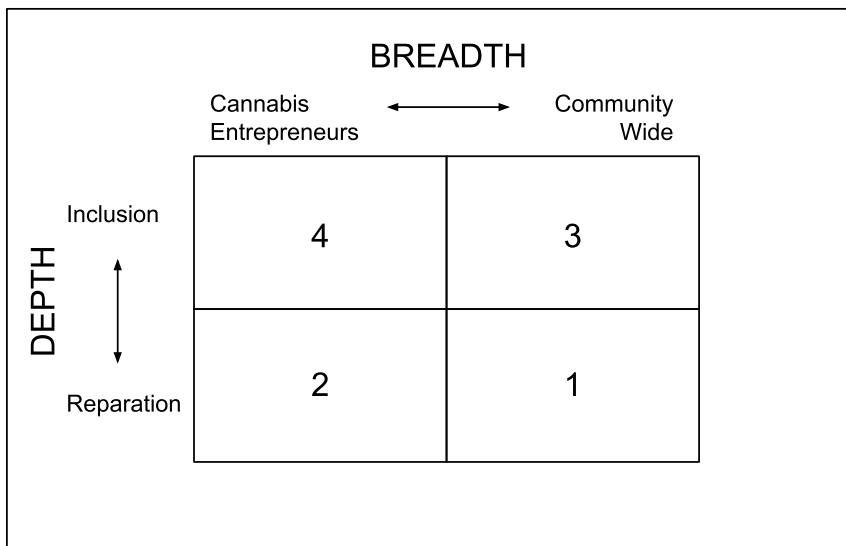 BREADTH
Cannabis
Entrepreneurs
Community
Wide
Inclusion
DEPTH
Reparation
4
3
2
1